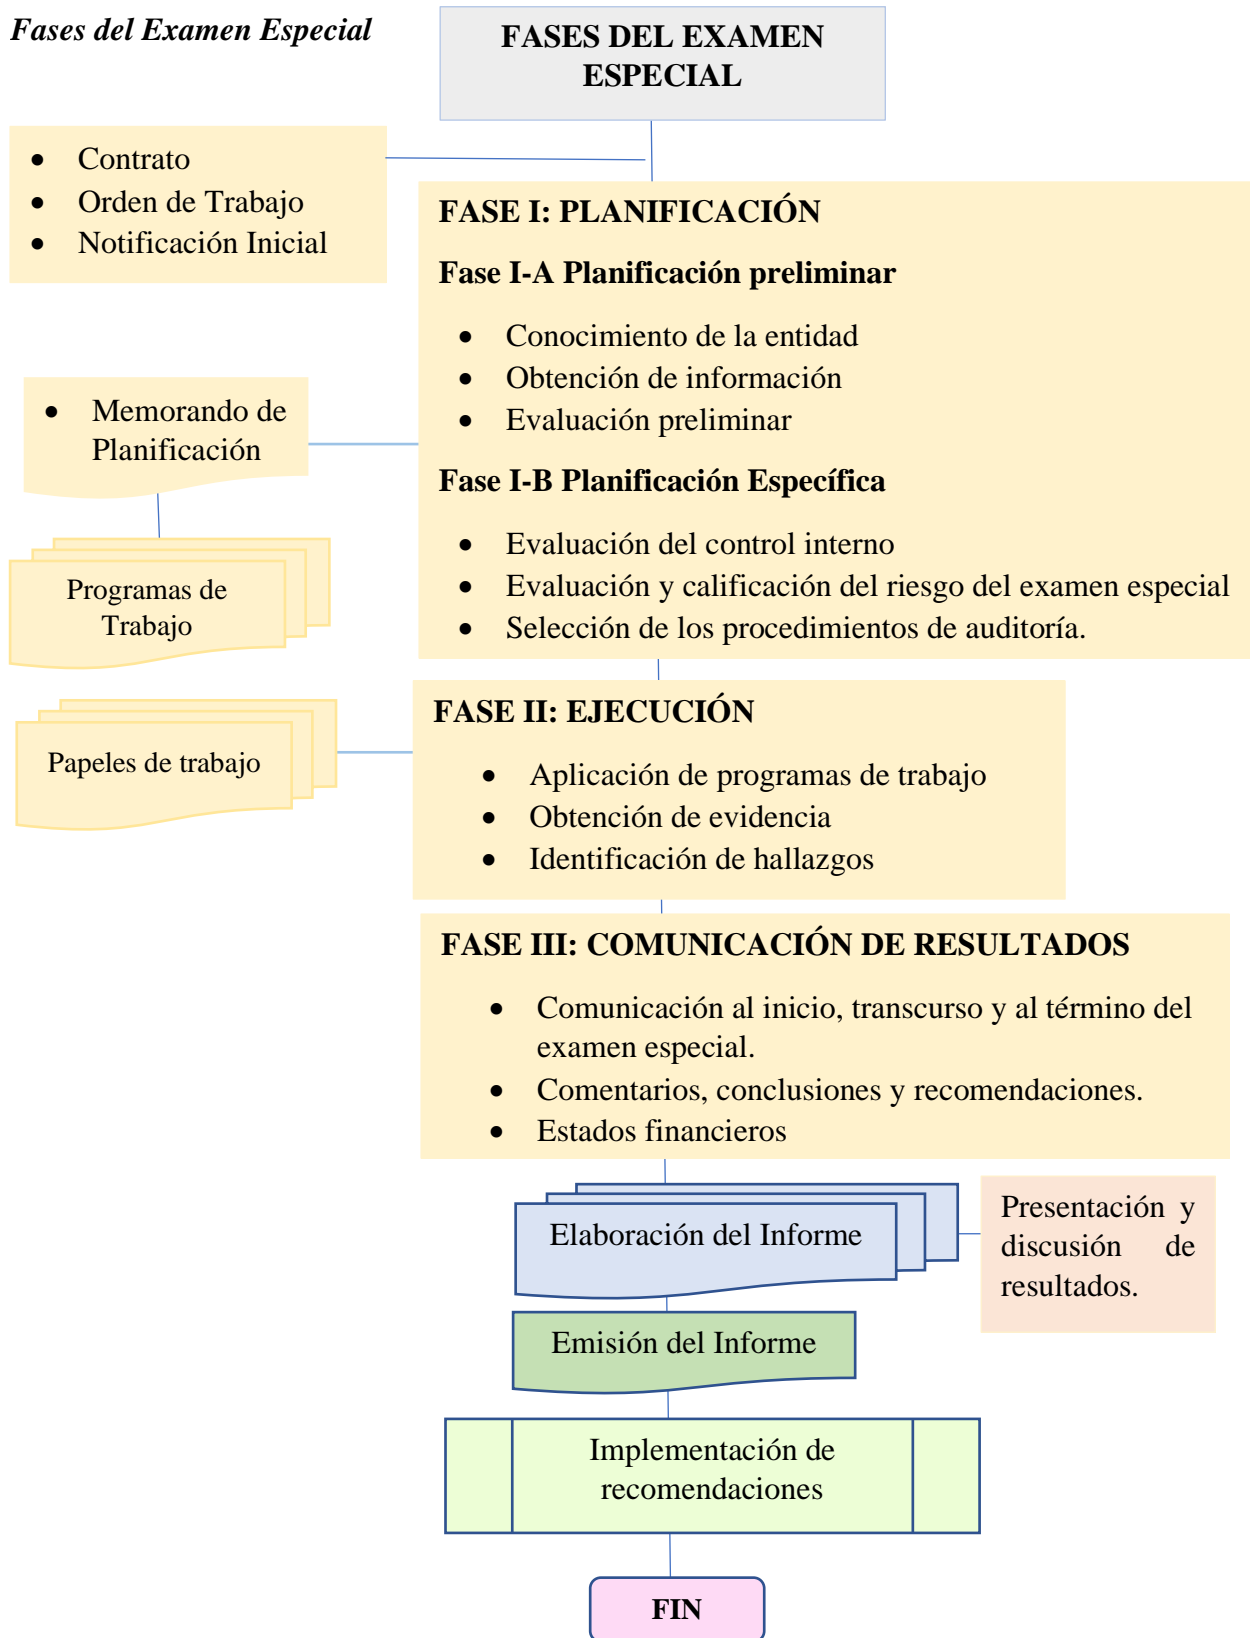 Fases del Examen Especial
FASES DEL EXAMEN
ESPECIAL
• Contrato
• Orden de Trabajo
• Notificación Inicial
FASE I: PLANIFICACIÓN
Fase I-A Planificación preliminar
• Conocimiento de la entidad
• Obtención de información
• Evaluación preliminar
• Memorando de
Planificación
Fase I-B Planificación Específica
• Evaluación del control interno
• Evaluación y calificación del riesgo del examen especial
• Selección de los procedimientos de auditoría.
Programas de
Trabajo
FASE II: EJECUCIÓN
• Aplicación de programas de trabajo
• Obtención de evidencia
• Identificación de hallazgos
Papeles de trabajo
FASE III: COMUNICACIÓN DE RESULTADOS
• Comunicación al inicio, transcurso y al término del
examen especial.
• Comentarios, conclusiones y recomendaciones.
• Estados financieros
Elaboración del Informe
Presentación y
discusión de
resultados.
Emisión del Informe
Implementación de
recomendaciones
FIN